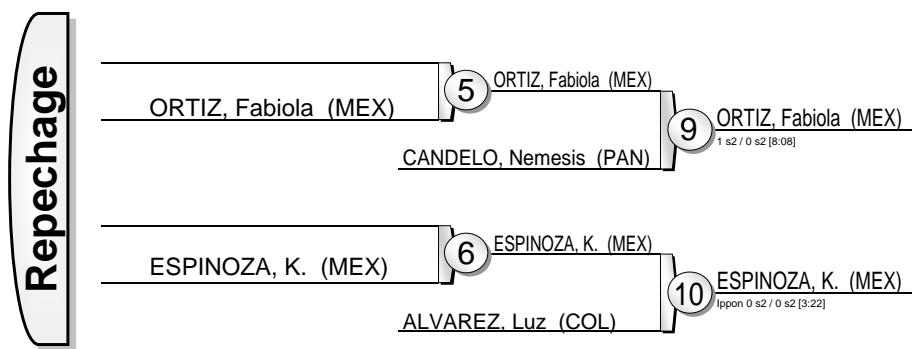 Repechage
ORTIZ, Fabiola (MEX)
5
ORTIZ, Fabiola (MEX)
CANDELO, Nemesis (PAN)
9
ORTIZ, Fabiola (MEX)
1 s2 / 0 s2 [8:08]
ESPINOZA, K. (MEX)
6
ESPINOZA, K. (MEX)
ALVAREZ, Luz (COL)
10
ESPINOZA, K. (MEX)
Ippon 0 s2 / 0 s2 [3:22]